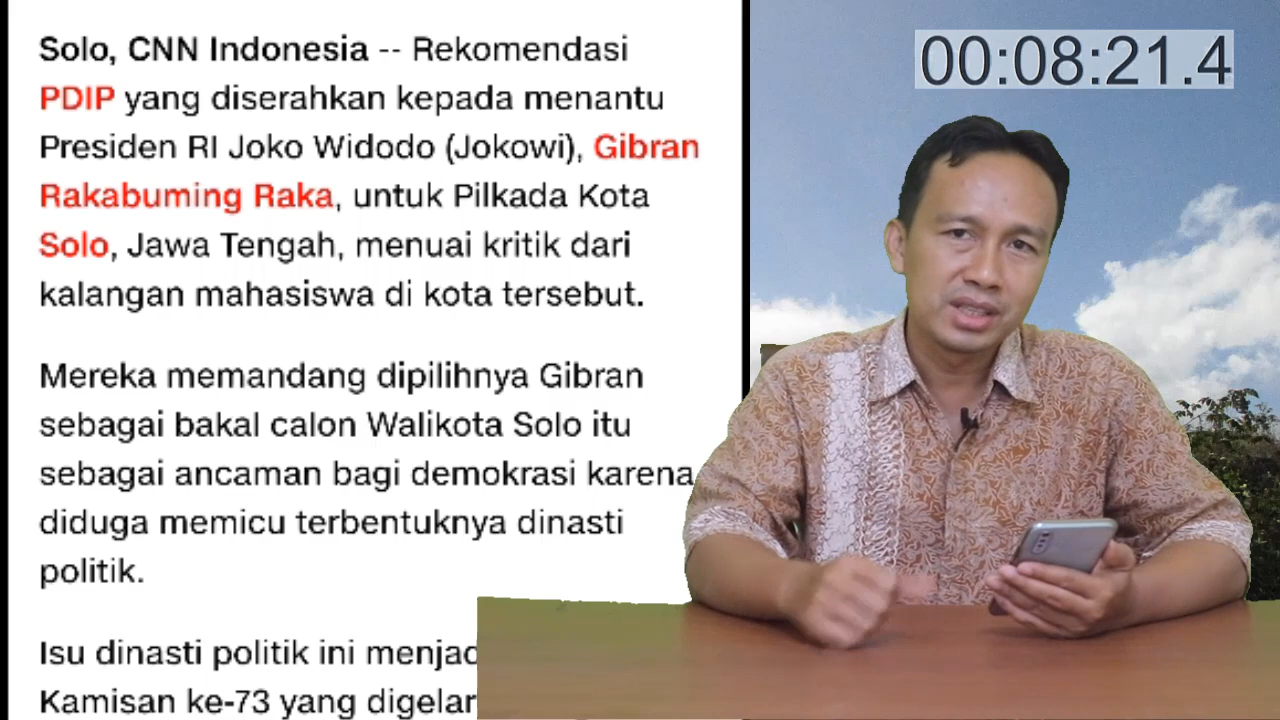 Solo, CNN Indonesia -- Rekomendasi
PDIP yang diserahkan kepada menantu
Presiden RI Joko Widodo (Jokowi), Gibran
Rakabuming Raka, untuk Pilkada Kota
Solo, Jawa Tengah, menuai kritik dari
kalangan mahasiswa di kota tersebut.
Mereka memandang dipilihnya Gibran
sebagai bakal calon Walikota Solo itu
sebagai ancaman bagi demokrasi karena
diduga memicu terbentuknya dinasti
politik.
Isu dinasti politik ini menjad
Kamisan ke-73 yang digelar
00:08:21.4